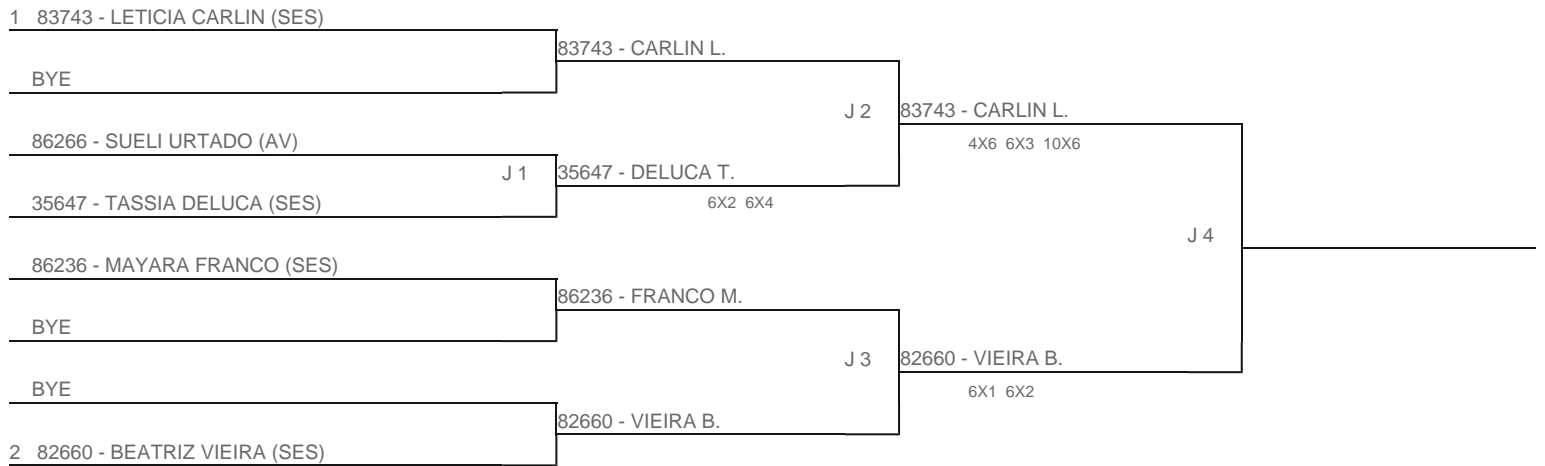 1 83743 - LETICIA CARLIN (SES)
83743 - CARLIN L.
BYE
J 2
83743 - CARLIN L.
86266 - SUELI URTADO (AV)
4X6 6X3 10X6
J 1
35647 - DELUCA T.
35647 - TASSIA DELUCA (SES)
6X2 6X4
J 4
86236 - MAYARA FRANCO (SES)
86236 - FRANCO M.
BYE
J 3
82660 - VIEIRA B.
BYE
6X1 6X2
82660 - VIEIRA B.
2 82660 - BEATRIZ VIEIRA (SES)